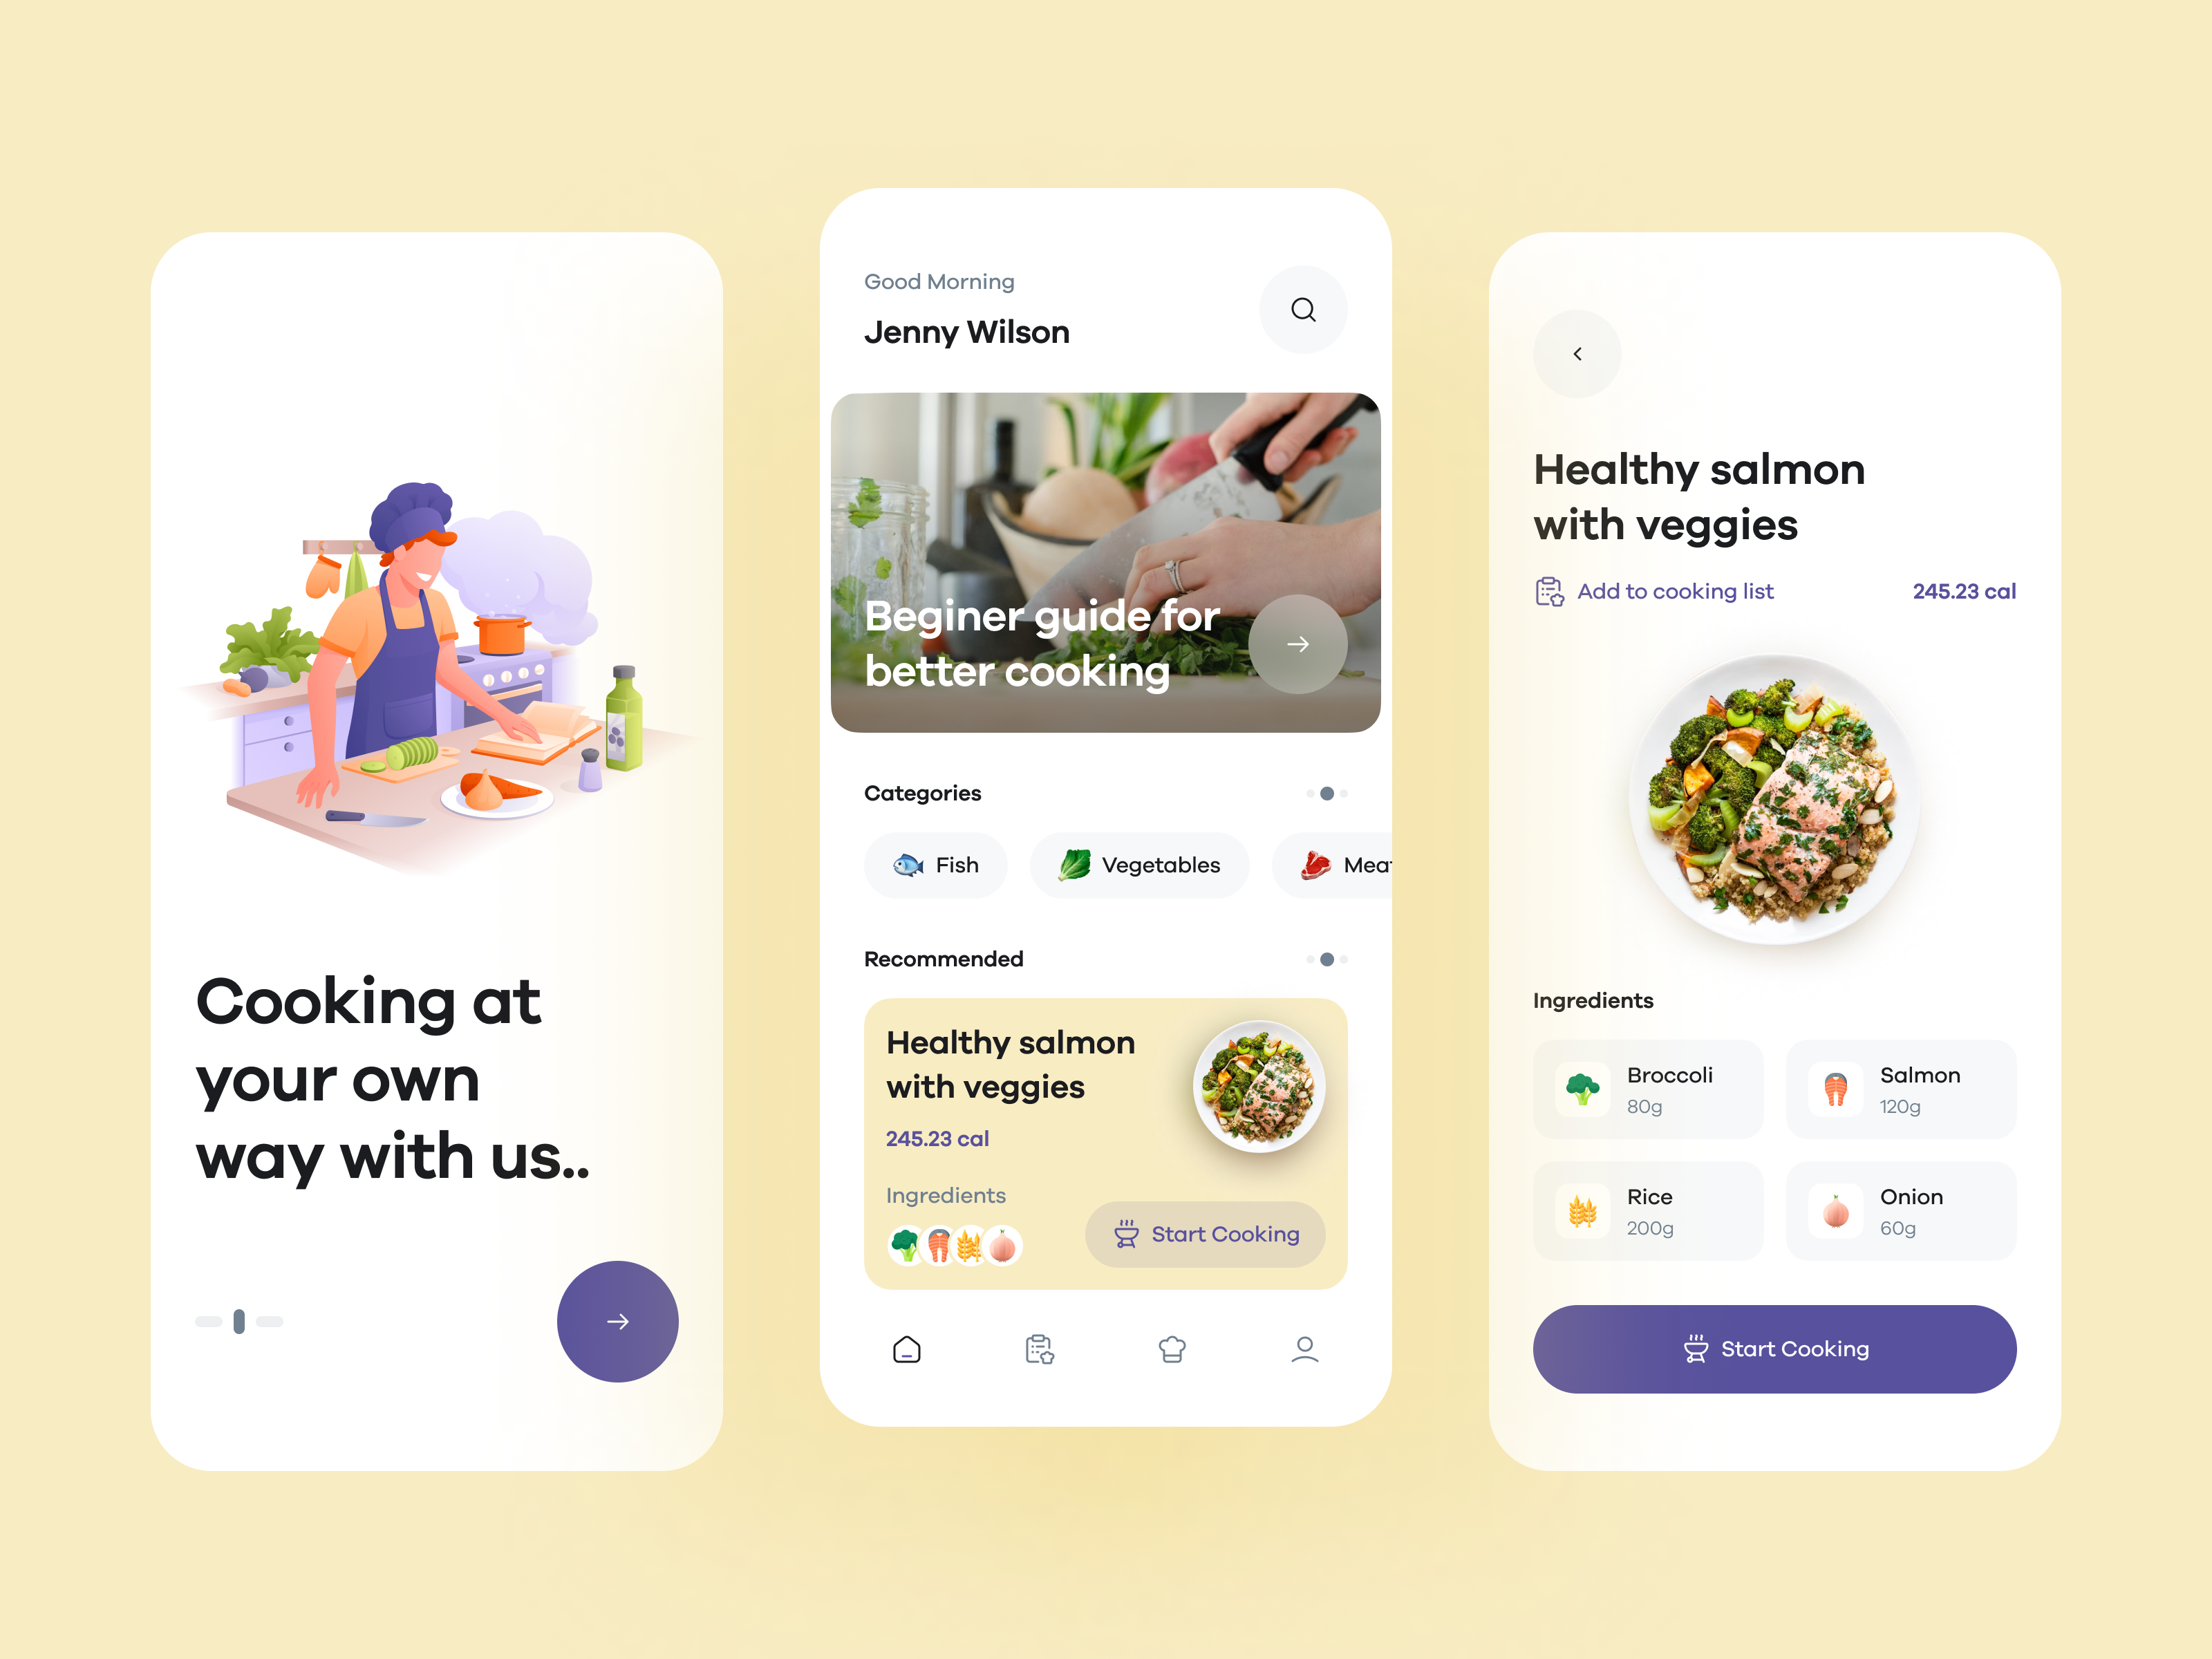 Cooking at
your own
way with us..
Good Morning
Jenny Wilson
Beginer guide for
better cooking
Categories
Fish
Vegetables
Meat
Recommended
Healthy salmon
with veggies
245.23 cal
Ingredients
Start Cooking
Healthy salmon
with veggies
Add to cooking list
245.23 cal
Ingredients
Broccoli
80g
Salmon
120g
Rice
200g
Onion
60g
Start Cooking